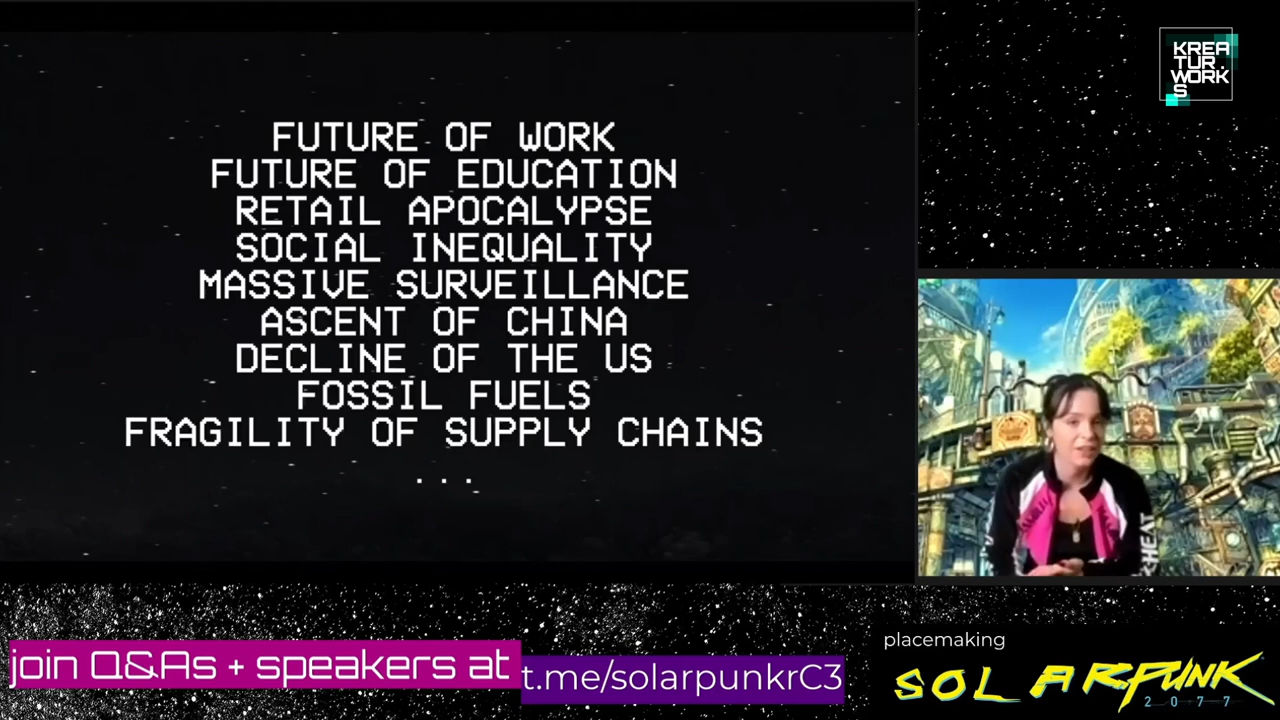 FUTURE OF WORK
FUTURE OF EDUCATION
RETAIL APOCALYPSE
SOCIAL INEQUALITY
MASSIVE SURVEILLANCE
ASCENT OF CHINA
DECLINE OF THE US
FOSSIL FUELS
FRAGILITY OF SUPPLY CHAINS
...
KREA
TUR.
WORK
S
HEAT
join Q&As + speakers at
t.me/solarpunkrC3
placemaking
SOLARPUNK
2077